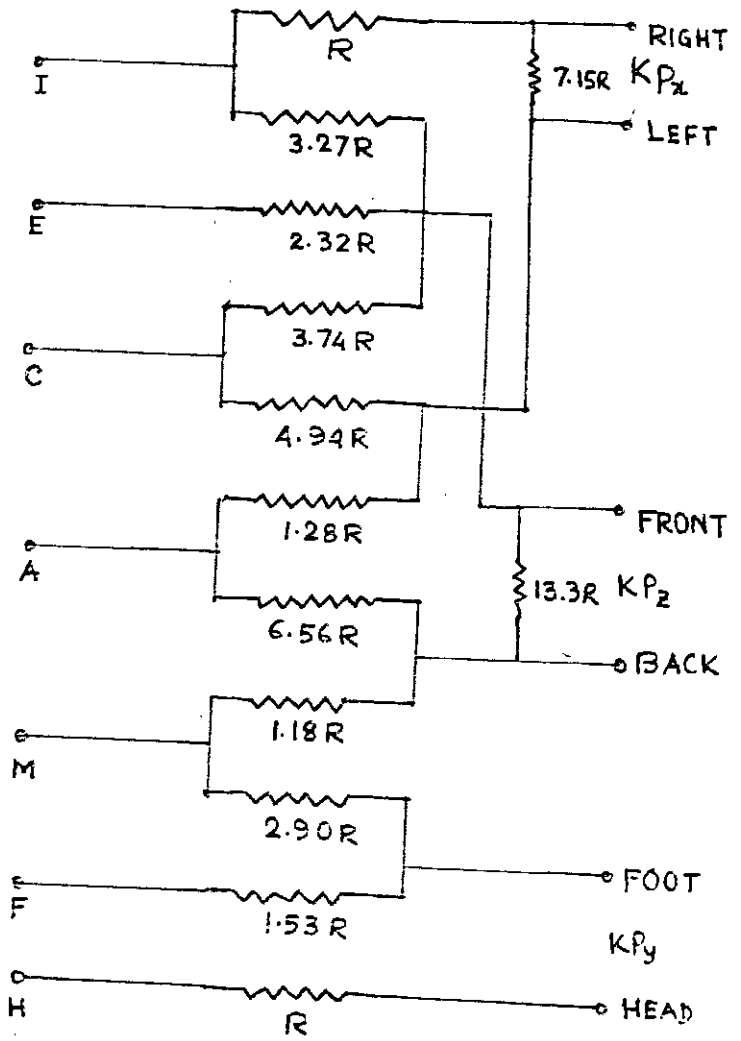 RIGHT
R
7.15R KPx
I
LEFT
3.27R
E
2.32R
3.74R
C
4.94R
FRONT
1.28R
A
13.3R KPz
6.56R
BACK
1.18R
M
2.90R
FOOT
F
1.53R
KPy
H
HEAD
R